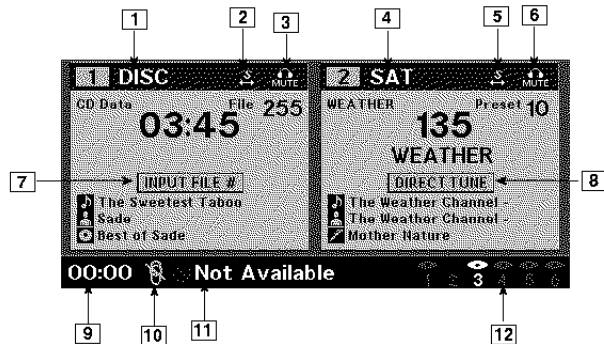 1 2 3 4 5 6
1 DISC S MUTE 2 SAT S MUTE
CD Data File 255 WEATHER Preset 10
03:45 135
WEATHER
7 INPUT FILE # DIRECT TUNE 8
The Sweetest Taboo The Weather Channel -
Sade The Weather Channel -
Best of Sade Mother Nature
00:00 Not Available 1 2 3 4 5 6
9 10 11 12